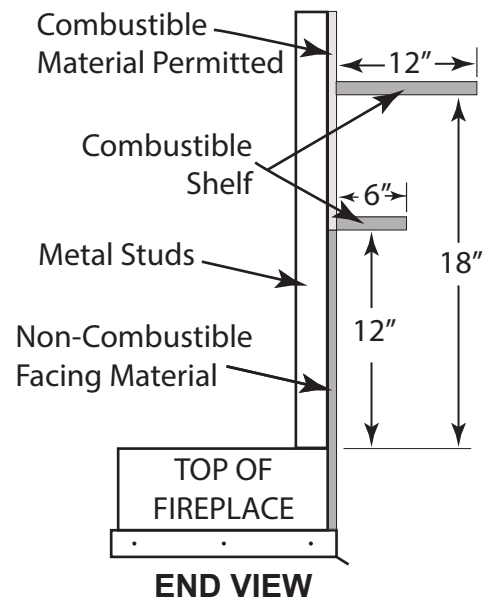 Combustible
Material Permitted
12”
Combustible
Shelf
6”
Metal Studs
18”
12”
Non-Combustible
Facing Material
TOP OF
FIREPLACE
END VIEW